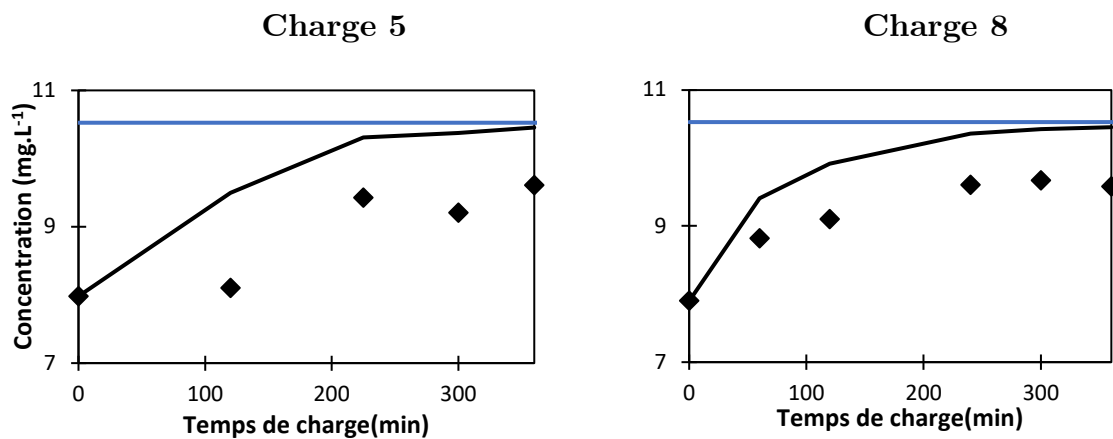 Charge 5
Charge 8
Concentration (mg.L-1)
11
9
7
0
100
200
300
Temps de charge(min)
11
9
7
0
100
200
300
Temps de charge(min)